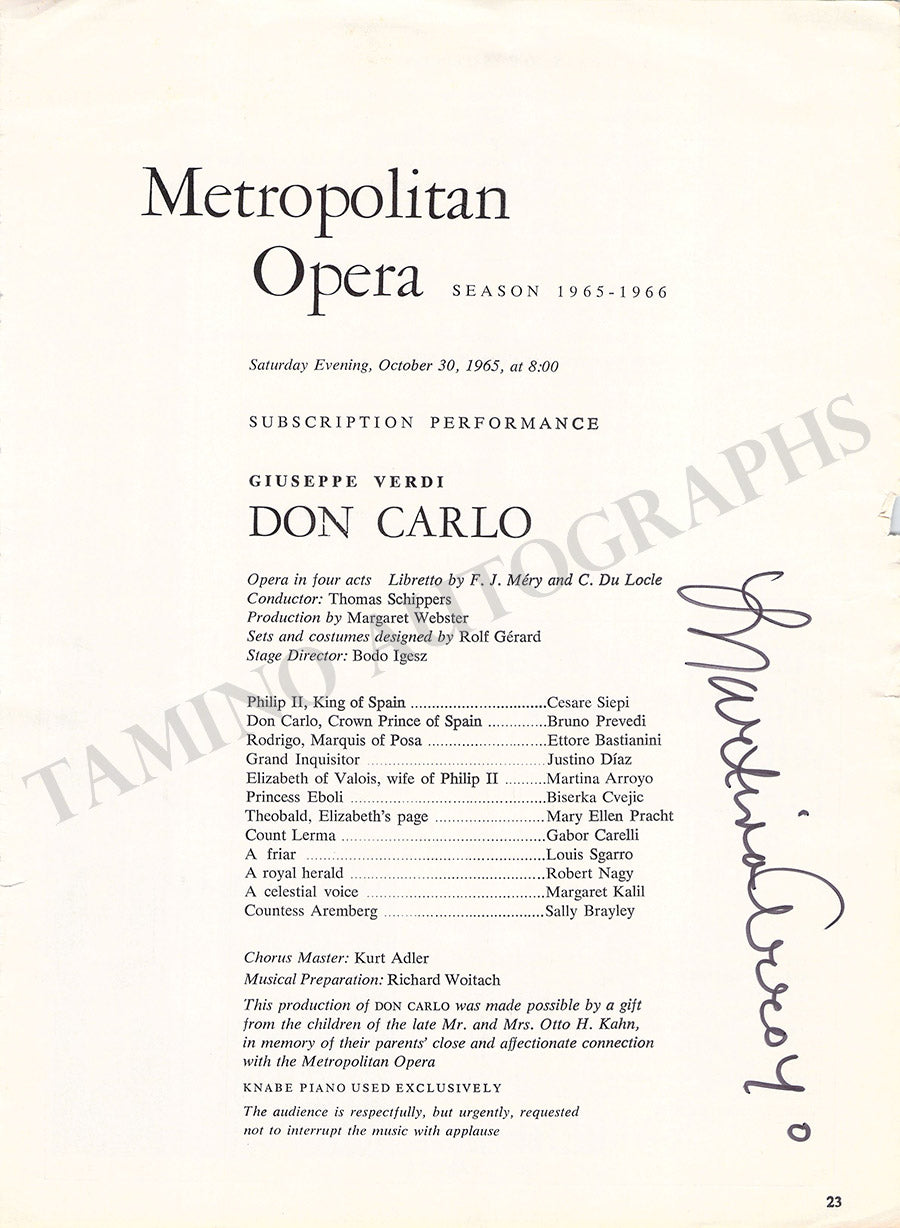 Metropolitan
Opera SEASON 1965-1966
Saturday Evening, October 30, 1965, at 8:00
SUBSCRIPTION PERFORMANCE
GIUSEPPE VERDI
DON CARLO
Opera in four acts Libretto by F. J. Méry and C. Du Locle
Conductor: Thomas Schippers
Production by Margaret Webster
Sets and costumes designed by Rolf Gérard
Stage Director: Bodo Igesz
Philip II, King of Spain ..............................Cesare Siepi
Don Carlo, Crown Prince of Spain .............Bruno Prevedi
Rodrigo, Marquis of Posa ..........................Ettore Bastianini
Grand Inquisitor .......................................Justino Díaz
Elizabeth of Valois, wife of Philip II .........Martina Arroyo
Princess Eboli ...........................................Biserka Cvejic
Theobald, Elizabeth's page ........................Mary Ellen Pracht
Count Lerma .............................................Gabor Carelli
A friar .....................................................Louis Sgarro
A royal herald ...........................................Robert Nagy
A celestial voice .......................................Margaret Kalil
Countess Aremberg ...................................Sally Brayley
Chorus Master: Kurt Adler
Musical Preparation: Richard Woitach
This production of DON CARLO was made possible by a gift
from the children of the late Mr. and Mrs. Otto H. Kahn,
in memory of their parents' close and affectionate connection
with the Metropolitan Opera
KNABE PIANO USED EXCLUSIVELY
The audience is respectfully, but urgently, requested
not to interrupt the music with applause
23
Martina Arroyo
TAMINO AUTOGRAPHS